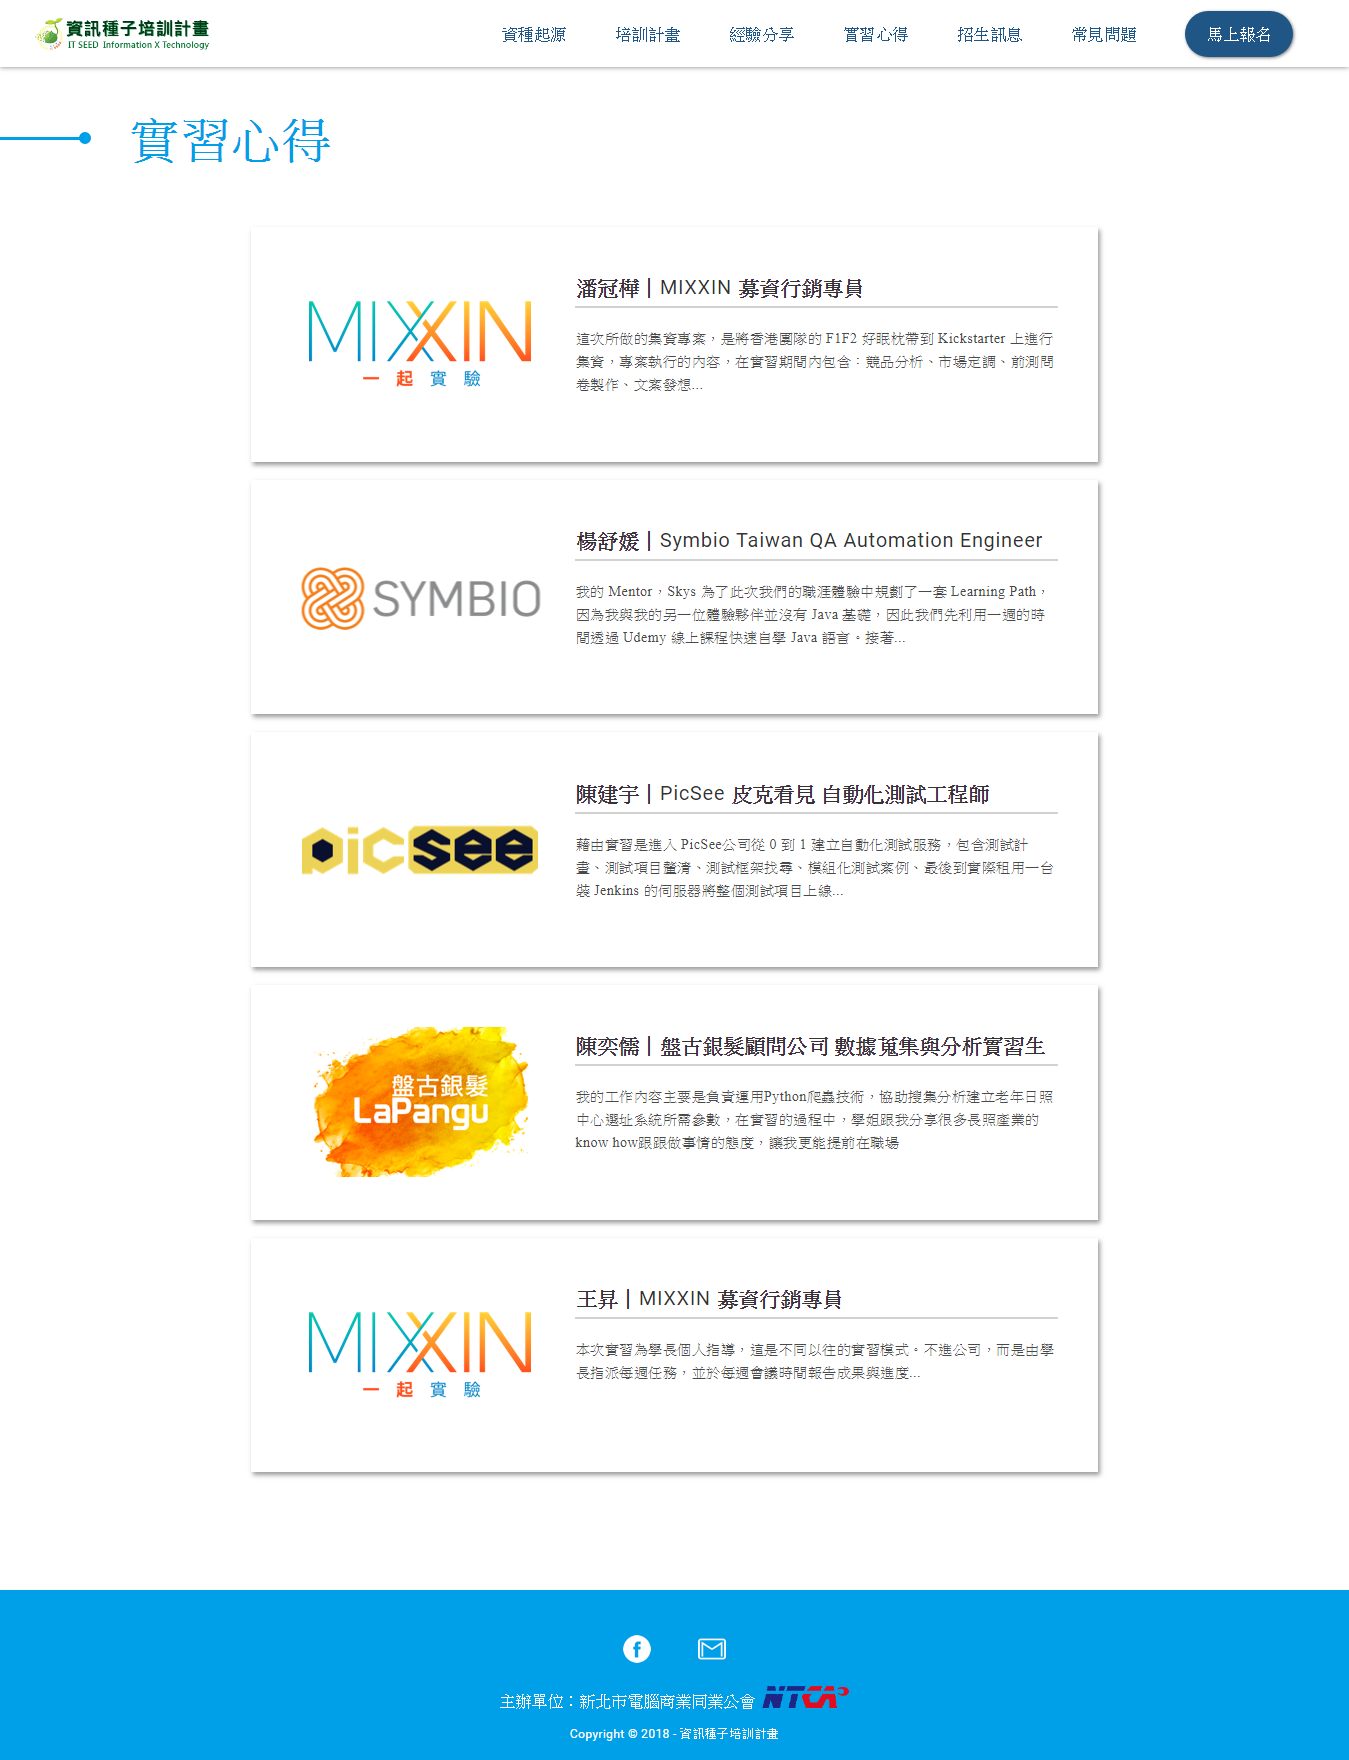 資訊種子培訓計畫
IT SEED Information X Technology
資種起源
培訓計畫
經驗分享
實習心得
招生訊息
常見問題
馬上報名
實習心得
MIXXIN
一起實驗
潘冠樺｜MIXXIN 募資行銷專員
這次所做的集資專案，是將香港團隊的 F1F2 好眠枕帶到 Kickstarter 上進行
集資，專案執行的內容，在實習期間內包含：競品分析、市場定調、前測問
卷製作、文案發想...
SYMBIO
楊舒媛｜Symbio Taiwan QA Automation Engineer
我的 Mentor，Skys 為了此次我們的職涯體驗中規劃了一套 Learning Path，
因為我與我的另一位體驗夥伴並沒有 Java 基礎，因此我們先利用一週的時
間透過 Udemy 線上課程快速自學 Java 語言。接著...
picsee
陳建宇｜PicSee 皮克看見 自動化測試工程師
藉由實習是進入 PicSee公司從 0 到 1 建立自動化測試服務，包含測試計
畫、測試項目釐清、測試框架找尋、模組化測試案例、最後到實際租用一台
裝 Jenkins 的伺服器將整個測試項目上線...
盤古銀髮
LaPangu
陳奕儒｜盤古銀髮顧問公司 數據蒐集與分析實習生
我的工作內容主要是負責運用Python爬蟲技術，協助搜集分析建立老年日照
中心選址系統所需參數，在實習的過程中，學姐跟我分享很多長照產業的
know how跟跟做事情的態度，讓我更能提前在職場
MIXXIN
一起實驗
王昇｜MIXXIN 募資行銷專員
本次實習為學長個人指導，這是不同以往的實習模式。不進公司，而是由學
長指派每週任務，並於每週會議時間報告成果與進度...
主辦單位：新北市電腦商業同業公會 NTCA
Copyright © 2018 - 資訊種子培訓計畫